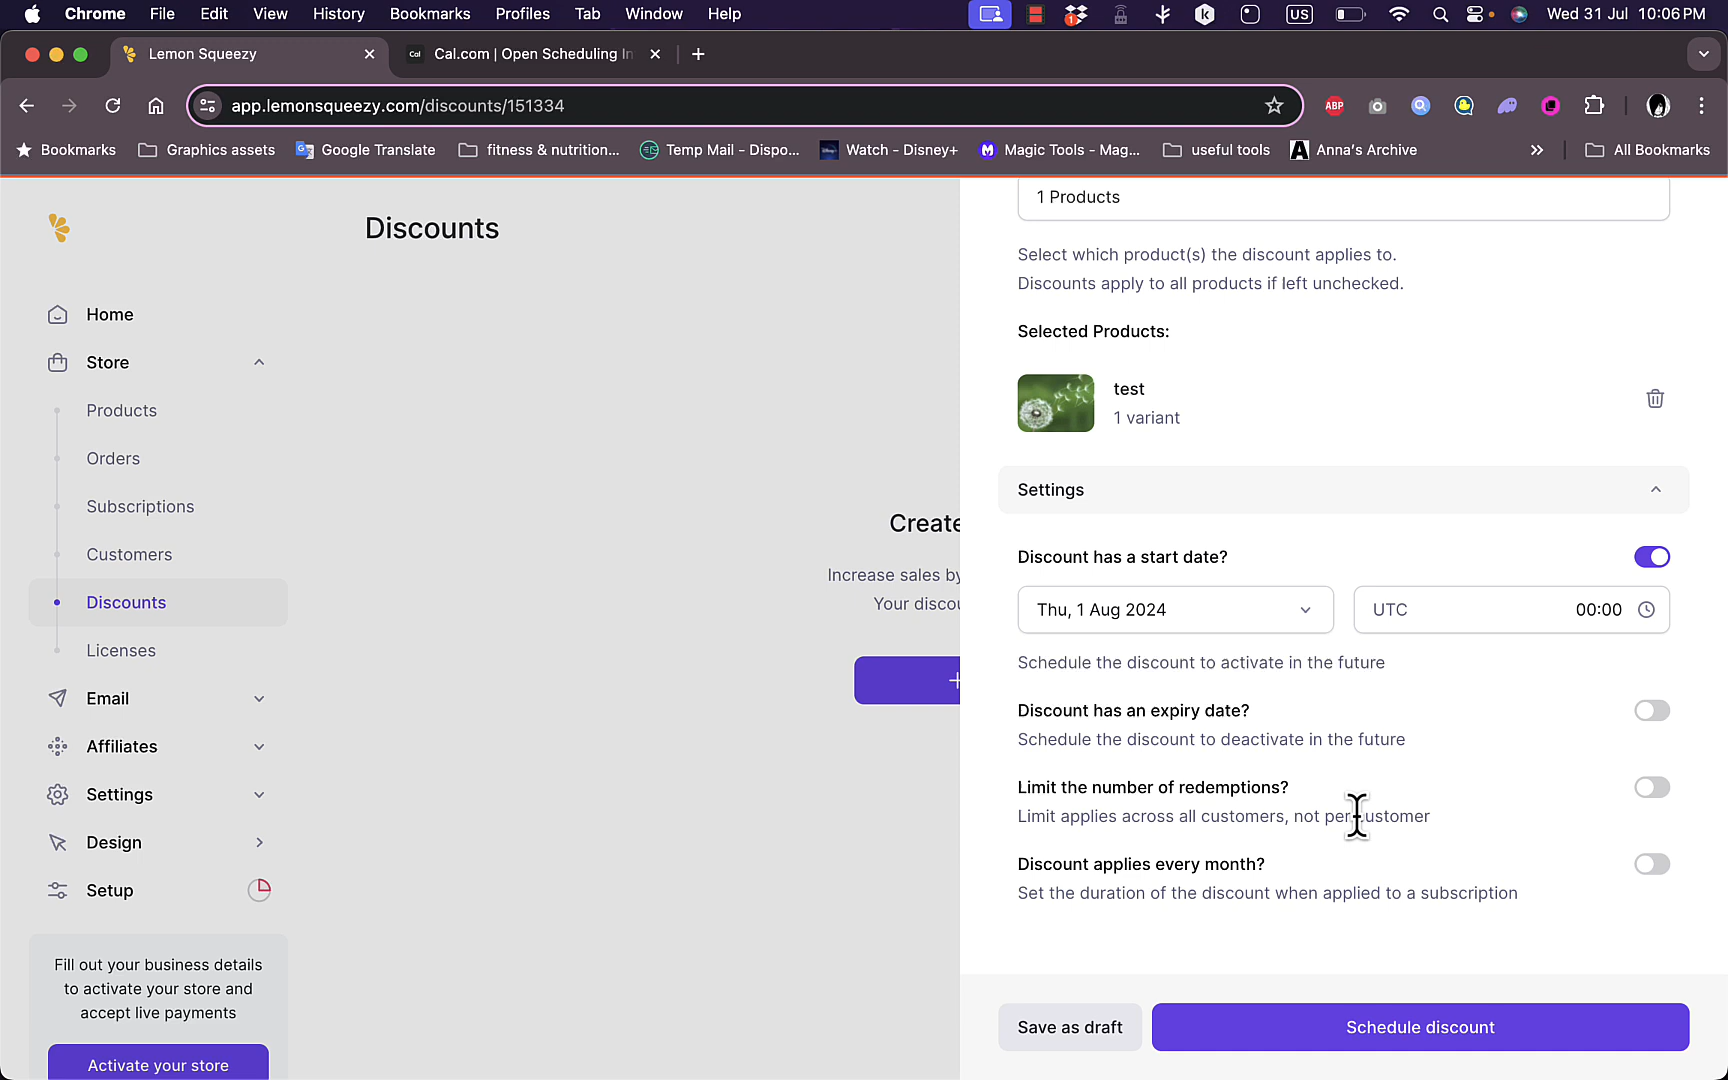 Chrome File Edit View History Bookmarks Profiles Tab Window Help US Wed 31 Jul 10:06 PM
Lemon Squeezy Cal.com | Open Scheduling In
app.lemonsqueezy.com/discounts/151334
Bookmarks Graphics assets Google Translate fitness & nutrition... Temp Mail - Dispo... Watch - Disney+ Magic Tools - Mag... useful tools Anna's Archive All Bookmarks
Discounts
Home
Store
Products
Orders
Subscriptions
Customers
Discounts
Licenses
Email
Affiliates
Settings
Design
Setup
Fill out your business details
to activate your store and
accept live payments
Activate your store
Create
Increase sales by
Your discou
1 Products
Select which product(s) the discount applies to.
Discounts apply to all products if left unchecked.
Selected Products:
test
1 variant
Settings
Discount has a start date?
Thu, 1 Aug 2024 UTC 00:00
Schedule the discount to activate in the future
Discount has an expiry date?
Schedule the discount to deactivate in the future
Limit the number of redemptions?
Limit applies across all customers, not per customer
Discount applies every month?
Set the duration of the discount when applied to a subscription
Save as draft Schedule discount